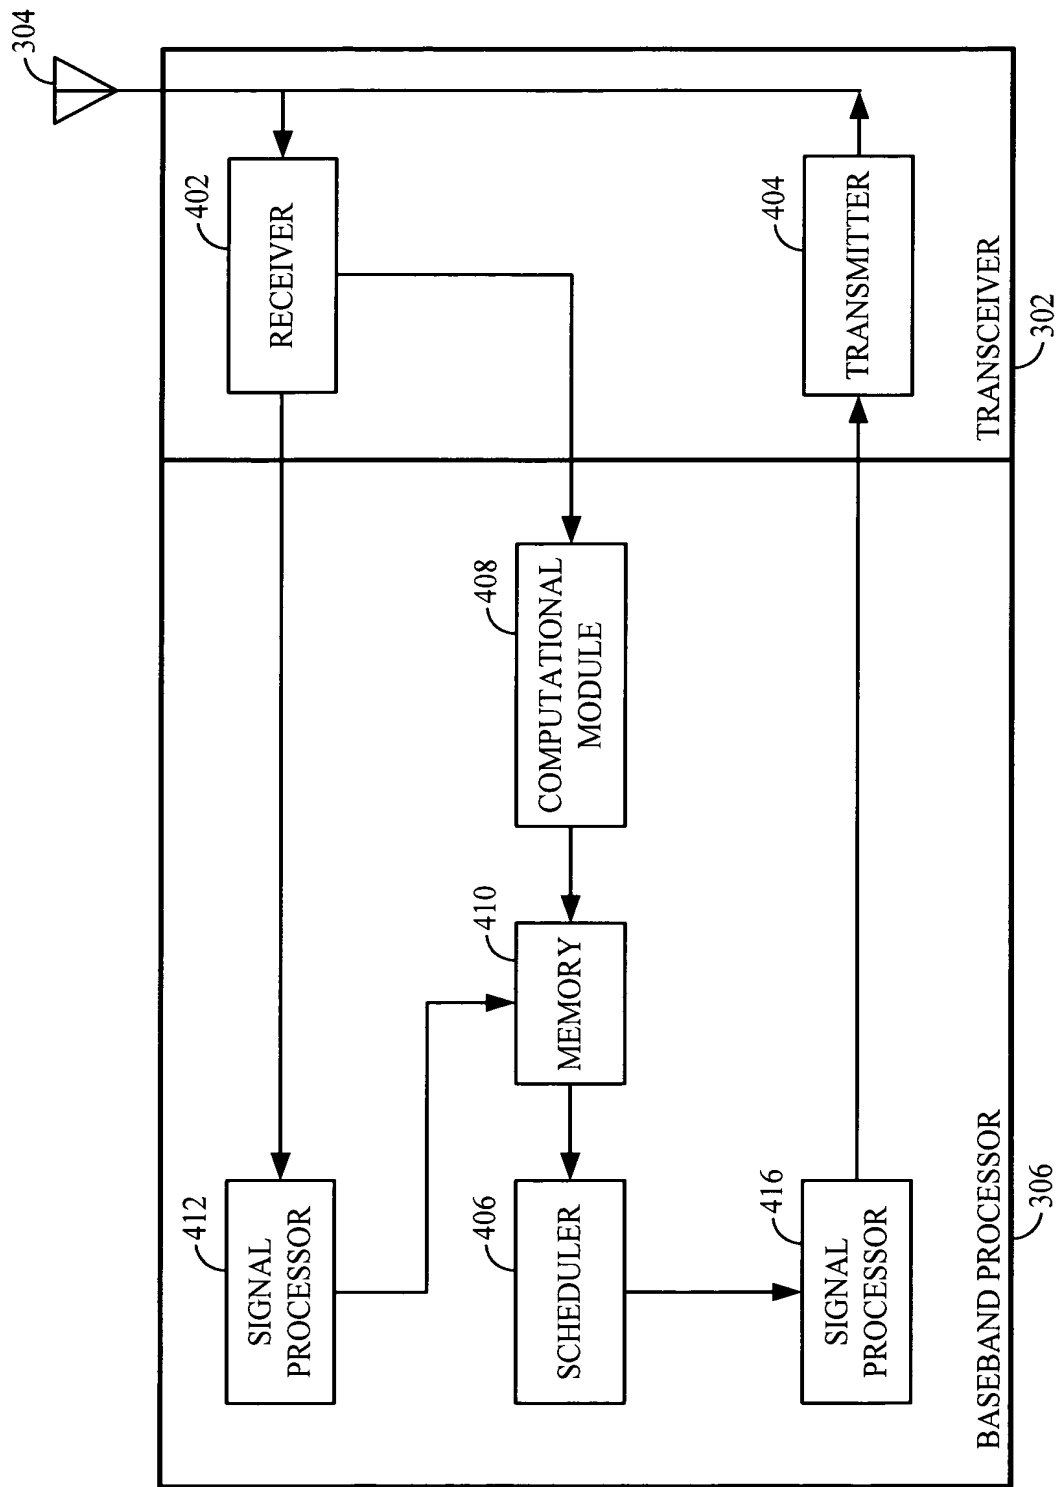 304
402
RECEIVER
404
TRANSMITTER
TRANSCEIVER
302
408
COMPUTATIONAL
MODULE
410
MEMORY
412
SIGNAL
PROCESSOR
406
SCHEDULER
416
SIGNAL
PROCESSOR
BASEBAND PROCESSOR
306